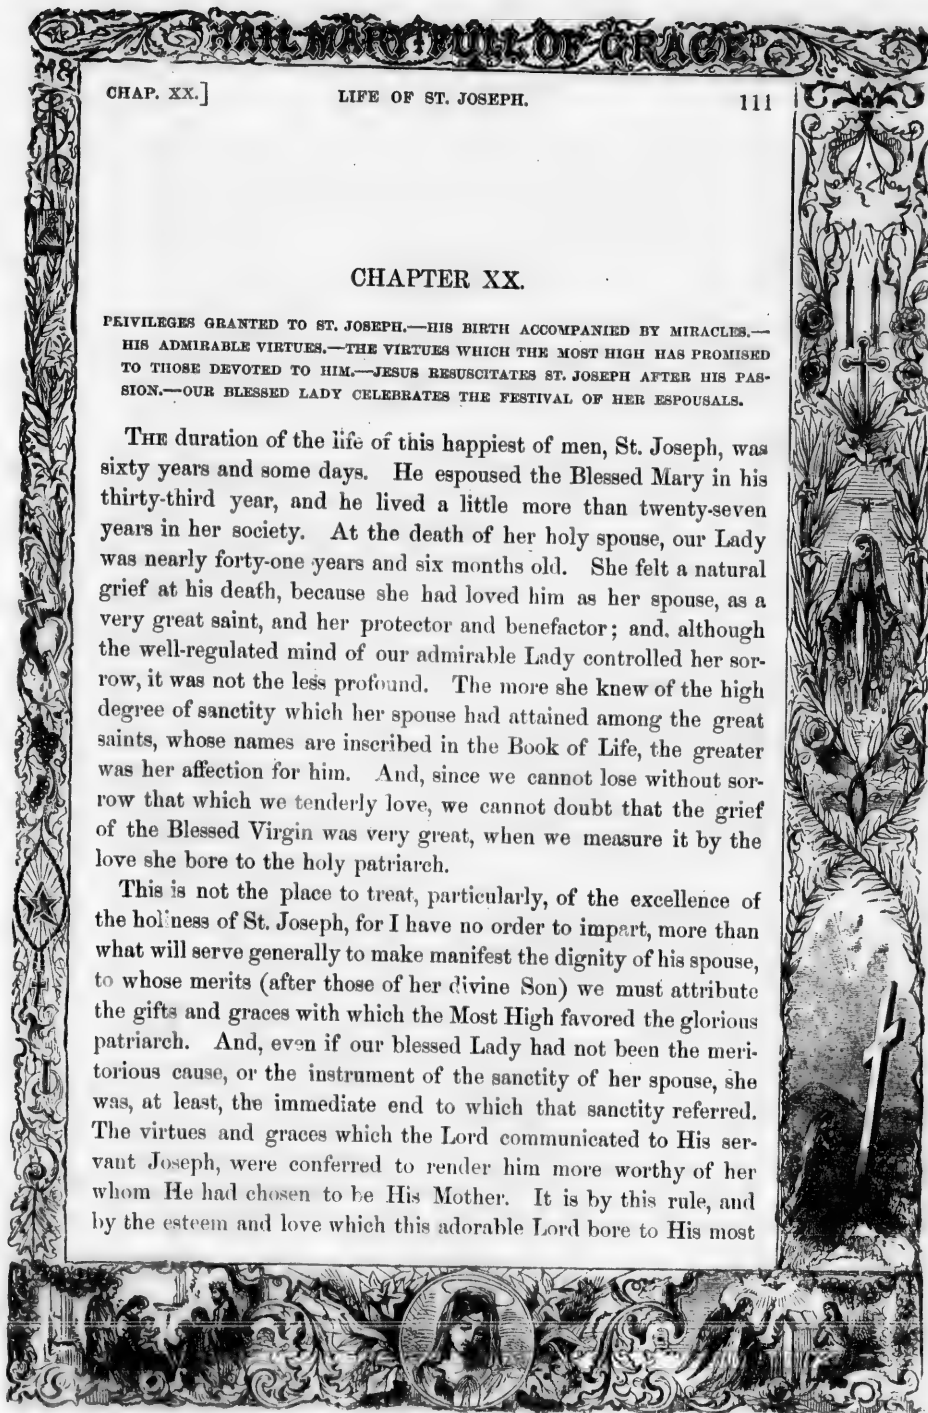 HAIL MARY FULL OF GRACE
CHAP. XX.] LIFE OF ST. JOSEPH. 111
CHAPTER XX.
PRIVILEGES GRANTED TO ST. JOSEPH.—HIS BIRTH ACCOMPANIED BY MIRACLES.—
HIS ADMIRABLE VIRTUES.—THE VIRTUES WHICH THE MOST HIGH HAS PROMISED
TO THOSE DEVOTED TO HIM.—JESUS RESUSCITATES ST. JOSEPH AFTER HIS PAS-
SION.—OUR BLESSED LADY CELEBRATES THE FESTIVAL OF HER ESPOUSALS.
THE duration of the life of this happiest of men, St. Joseph, was
sixty years and some days. He espoused the Blessed Mary in his
thirty-third year, and he lived a little more than twenty-seven
years in her society. At the death of her holy spouse, our Lady
was nearly forty-one years and six months old. She felt a natural
grief at his death, because she had loved him as her spouse, as a
very great saint, and her protector and benefactor; and. although
the well-regulated mind of our admirable Lady controlled her sor-
row, it was not the less profound. The more she knew of the high
degree of sanctity which her spouse had attained among the great
saints, whose names are inscribed in the Book of Life, the greater
was her affection for him. And, since we cannot lose without sor-
row that which we tenderly love, we cannot doubt that the grief
of the Blessed Virgin was very great, when we measure it by the
love she bore to the holy patriarch.
This is not the place to treat, particularly, of the excellence of
the holiness of St. Joseph, for I have no order to impart, more than
what will serve generally to make manifest the dignity of his spouse,
to whose merits (after those of her divine Son) we must attribute
the gifts and graces with which the Most High favored the glorious
patriarch. And, even if our blessed Lady had not been the meri-
torious cause, or the instrument of the sanctity of her spouse, she
was, at least, the immediate end to which that sanctity referred.
The virtues and graces which the Lord communicated to His ser-
vant Joseph, were conferred to render him more worthy of her
whom He had chosen to be His Mother. It is by this rule, and
by the esteem and love which this adorable Lord bore to His most